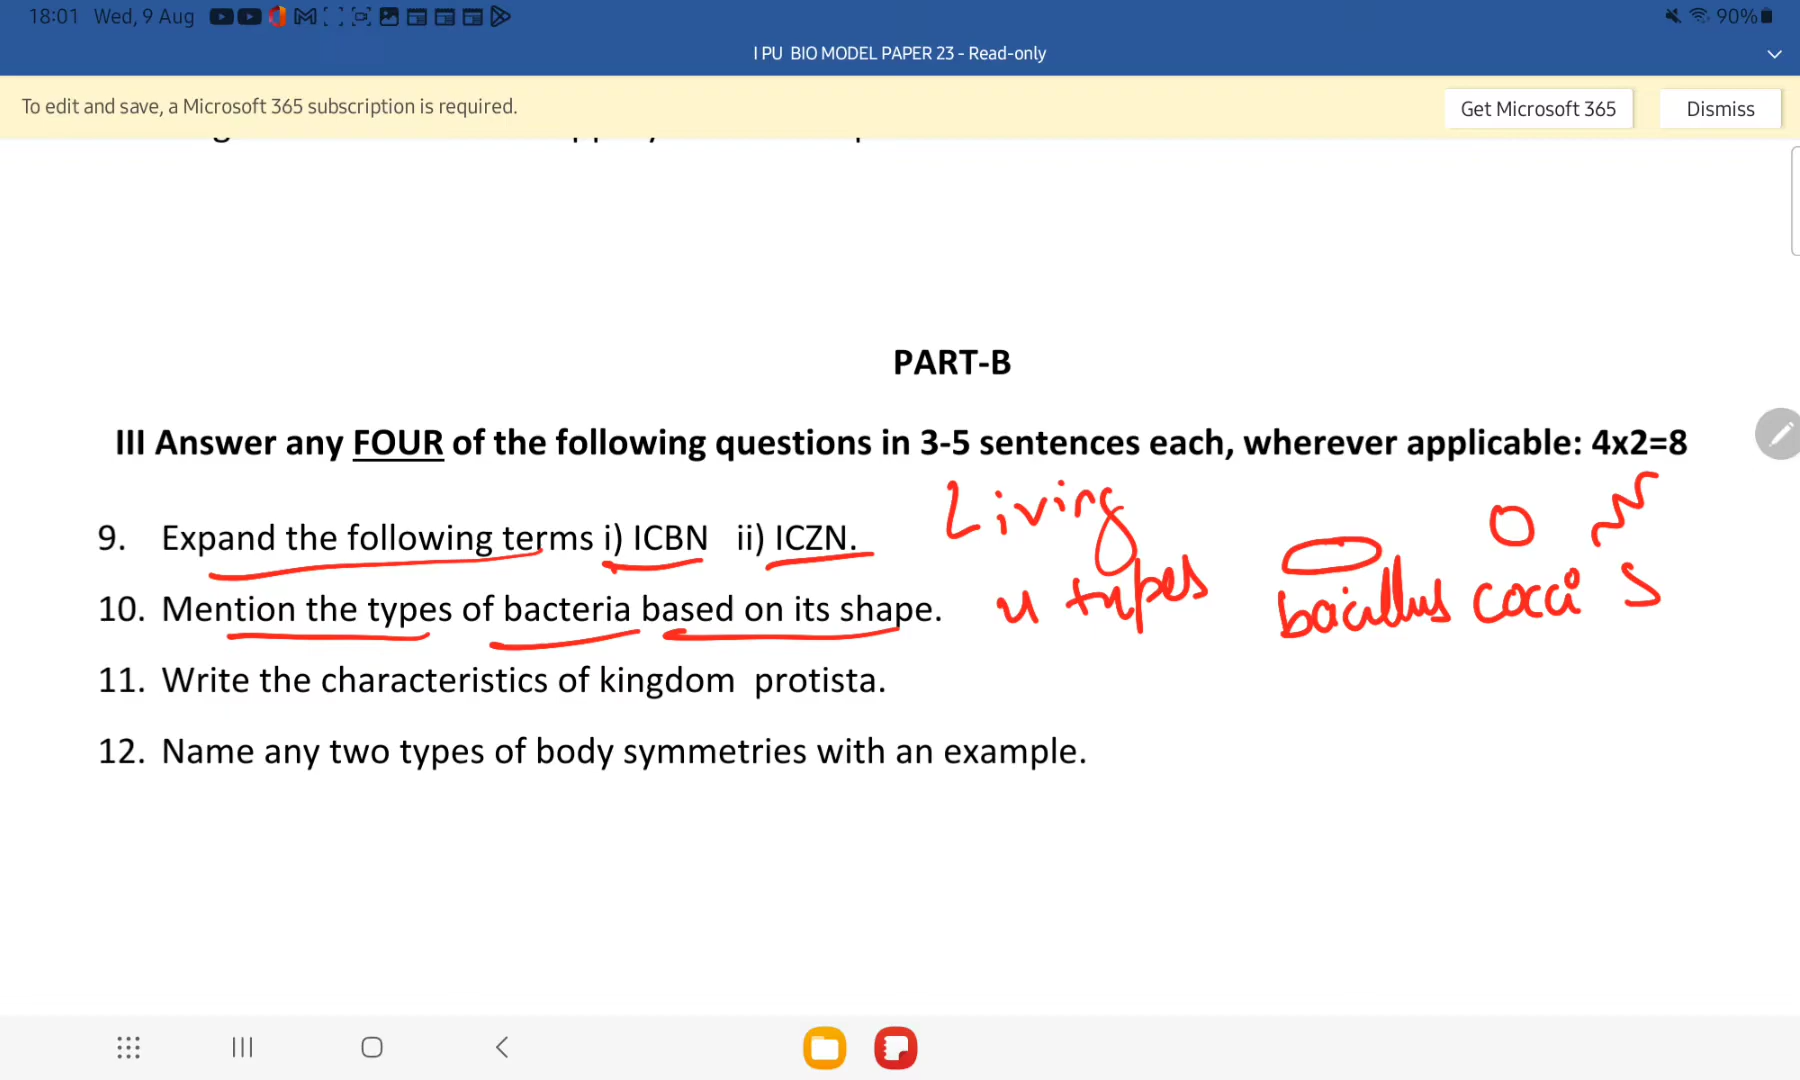 18:01 Wed, 9 Aug 90%
I PU BIO MODEL PAPER 23 - Read-only
To edit and save, a Microsoft 365 subscription is required. Get Microsoft 365 Dismiss
PART-B
III Answer any FOUR of the following questions in 3-5 sentences each, wherever applicable: 4x2=8
9. Expand the following terms i) ICBN ii) ICZN. Living
10. Mention the types of bacteria based on its shape. 4 types bacillus cocci S
11. Write the characteristics of kingdom protista.
12. Name any two types of body symmetries with an example.